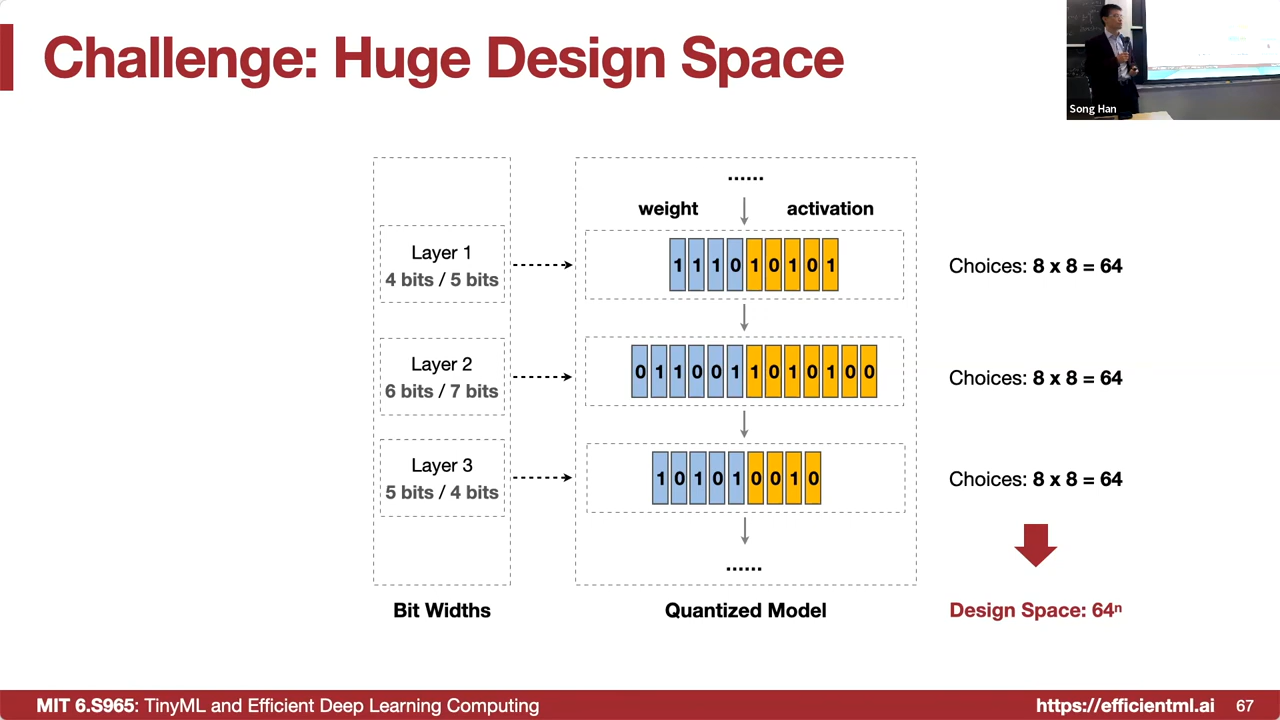 Challenge: Huge Design Space
Song Han
......
weight activation
Layer 1
4 bits / 5 bits
1 1 1 0 1 0 1 0 1
Choices: 8 x 8 = 64
Layer 2
6 bits / 7 bits
0 1 1 0 0 1 1 0 1 0 1 0 0
Choices: 8 x 8 = 64
Layer 3
5 bits / 4 bits
1 0 1 0 1 0 0 1 0
Choices: 8 x 8 = 64
......
Bit Widths
Quantized Model
Design Space: 64ⁿ
MIT 6.S965: TinyML and Efficient Deep Learning Computing
https://efficientml.ai
67